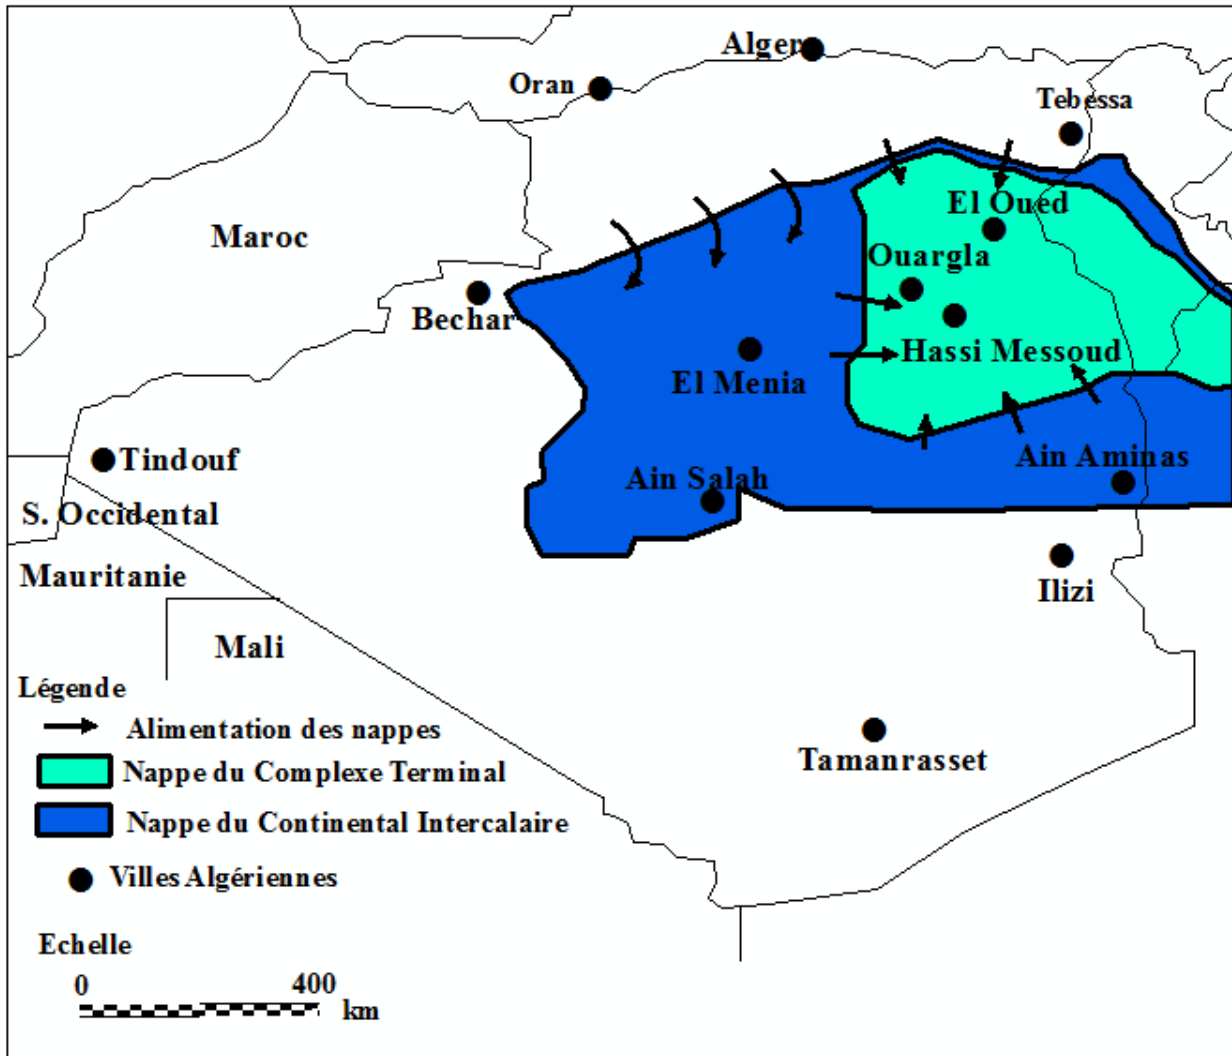 Alger
Oran
Tebessa
El Oued
Maroc
Ouargla
Bechar
Hassi Messoud
El Menia
Tindouf
Ain Aminas
Ain Salah
S. Occidental
Mauritanie
Ilizi
Mali
Légende
Alimentation des nappes
Tamanrasset
Nappe du Complexe Terminal
Nappe du Continental Intercalaire
Villes Algériennes
Echelle
0 400
km